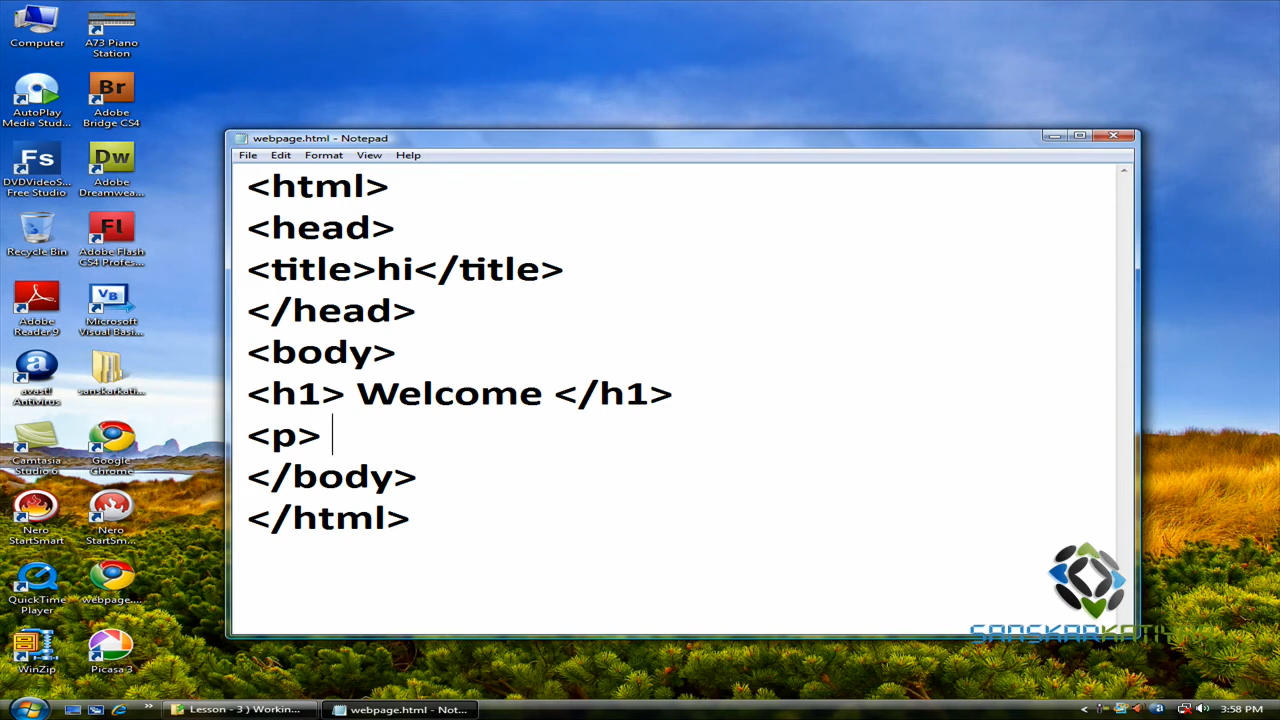 Computer
A73 Piano
Station
AutoPlay
Media Stud...
Br
Adobe
Bridge CS4
Fs
DVDVideoS...
Free Studio
Dw
Adobe
Dreamwea...
Recycle Bin
Fl
Adobe Flash
CS4 Profes...
Adobe
Reader 9
VB
Microsoft
Visual Basi...
avast!
Antivirus
sanskarkati...
Camtasia
Studio 6
Google
Chrome
Nero
StartSmart
Nero
StartSm...
QuickTime
Player
webpage....
WinZip
Picasa 3
webpage.html - Notepad
File Edit Format View Help
<html>
<head>
<title>hi</title>
</head>
<body>
<h1> Welcome </h1>
<p>
</body>
</html>
Lesson - 3 ) Workin...
webpage.html - Not...
3:58 PM